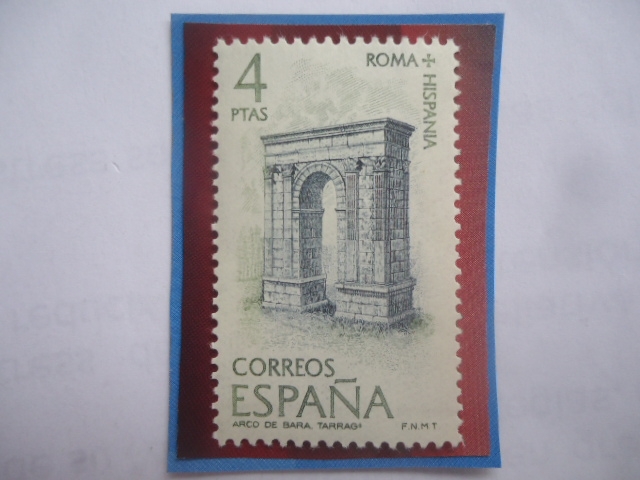 4
PTAS
ROMA + HISPANIA
CORREOS
ESPAÑA
ARCO DE BARA. TARRAGª F.N.M T